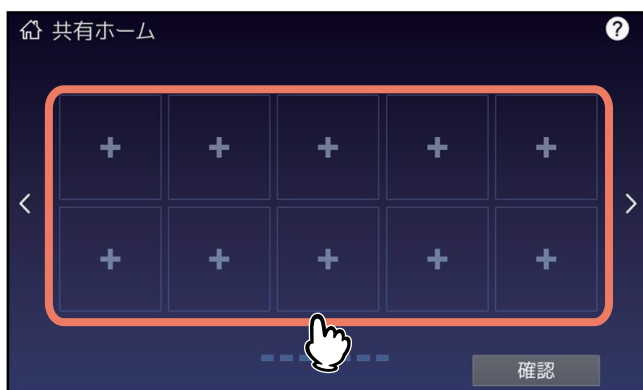 共有ホーム
?
+ + + + +
+ + + + +
確認